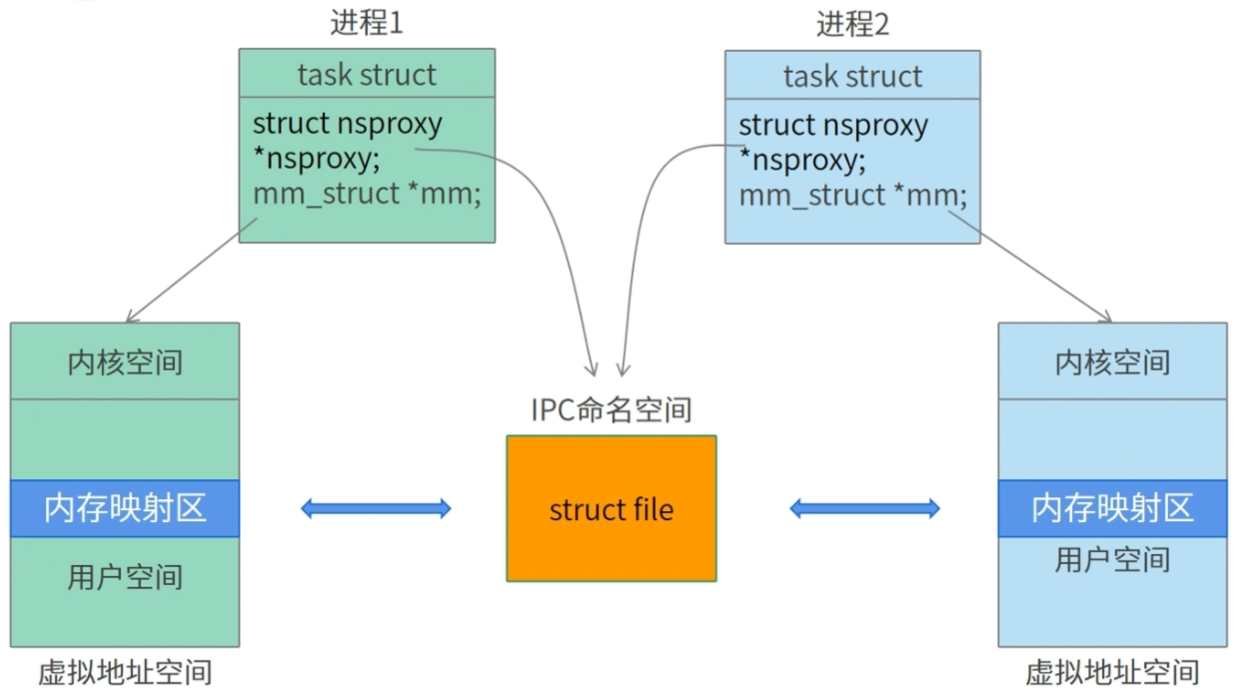 进程1
task struct
struct nsproxy
*nsproxy;
mm_struct *mm;
进程2
task struct
struct nsproxy
*nsproxy;
mm_struct *mm;
内核空间
内存映射区
用户空间
虚拟地址空间
IPC命名空间
struct file
内核空间
内存映射区
用户空间
虚拟地址空间